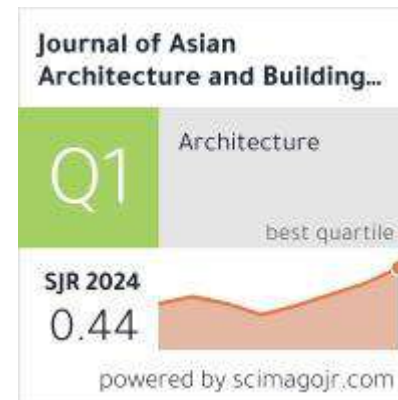 Journal of Asian
Architecture and Building...
Q1
Architecture
best quartile
SJR 2024
0.44
powered by scimagojr.com